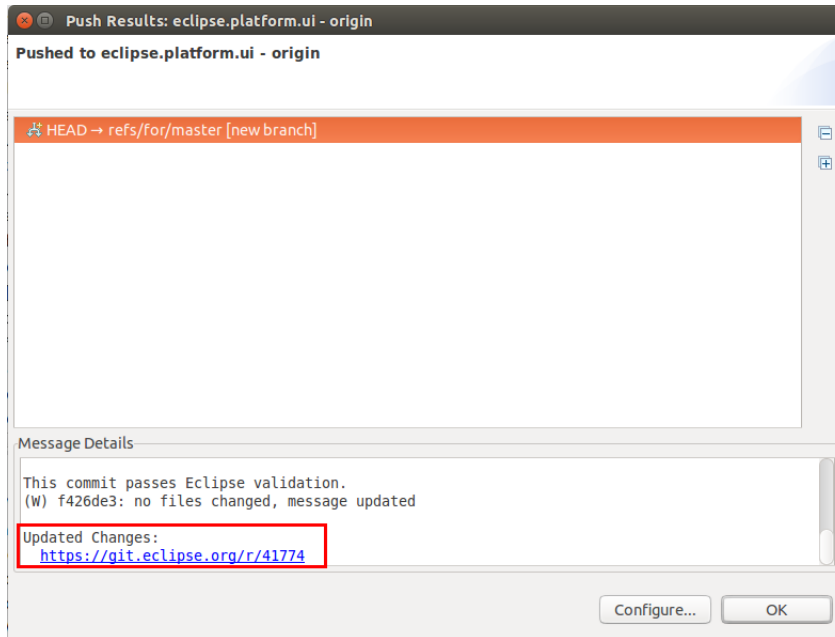 Push Results: eclipse.platform.ui - origin
Pushed to eclipse.platform.ui - origin
HEAD → refs/for/master [new branch]
Message Details
This commit passes Eclipse validation.
(W) f426de3: no files changed, message updated
Updated Changes:
https://git.eclipse.org/r/41774
Configure...
OK